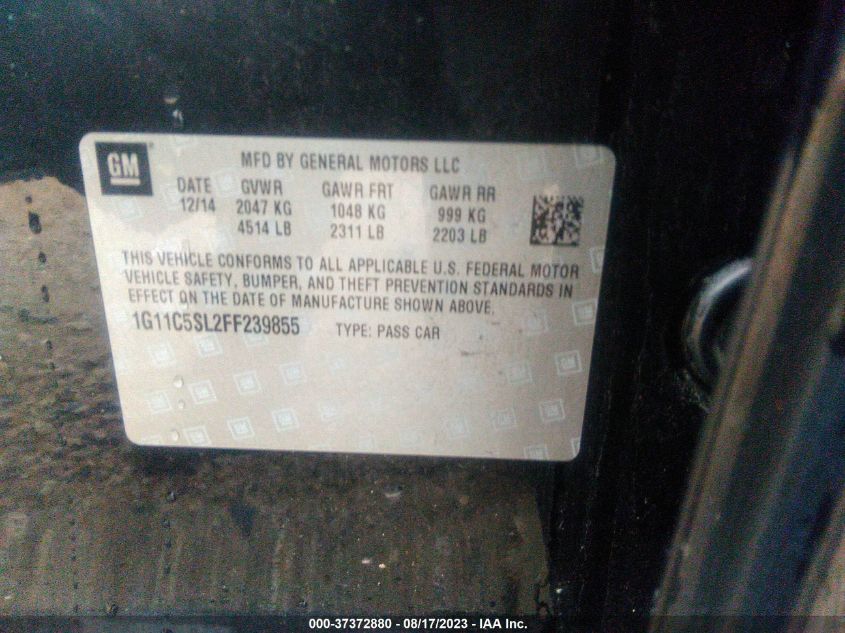 GM
MFD BY GENERAL MOTORS LLC
DATE GVWR GAWR FRT GAWR RR
12/14 2047 KG 1048 KG 999 KG
4514 LB 2311 LB 2203 LB
THIS VEHICLE CONFORMS TO ALL APPLICABLE U.S. FEDERAL MOTOR
VEHICLE SAFETY, BUMPER, AND THEFT PREVENTION STANDARDS IN
EFFECT ON THE DATE OF MANUFACTURE SHOWN ABOVE.
1G11C5SL2FF239855 TYPE: PASS CAR
000-37372880 - 08/17/2023 - IAA Inc.